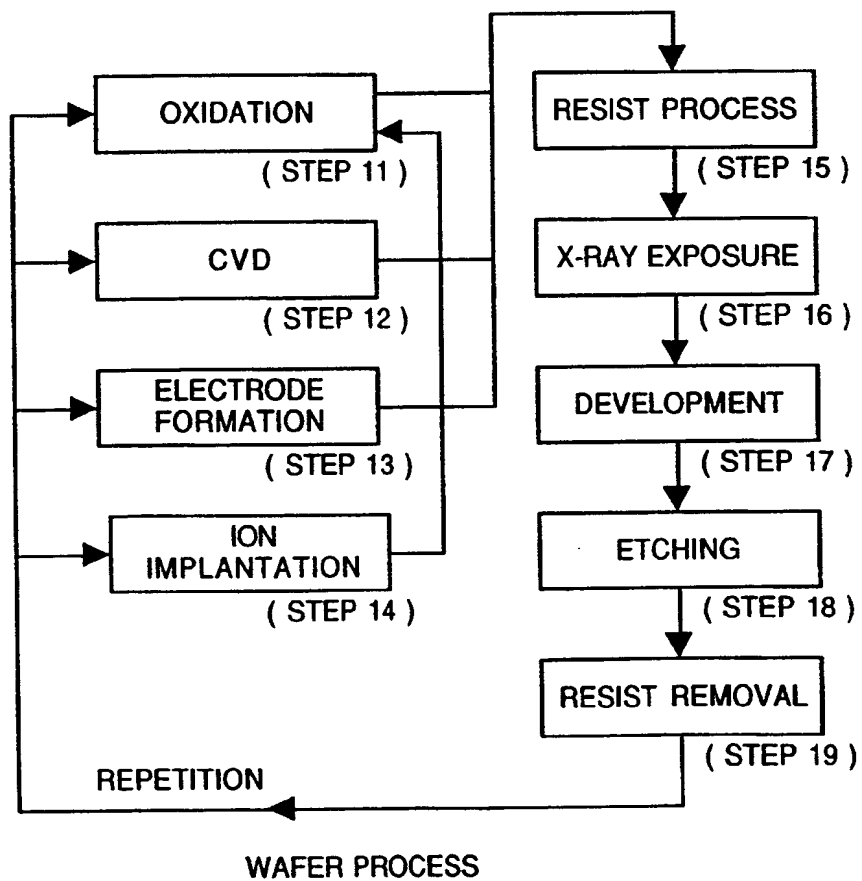 OXIDATION
( STEP 11 )
CVD
( STEP 12 )
ELECTRODE
FORMATION
( STEP 13 )
ION
IMPLANTATION
( STEP 14 )
RESIST PROCESS
( STEP 15 )
X-RAY EXPOSURE
( STEP 16 )
DEVELOPMENT
( STEP 17 )
ETCHING
( STEP 18 )
RESIST REMOVAL
( STEP 19 )
REPETITION
WAFER PROCESS